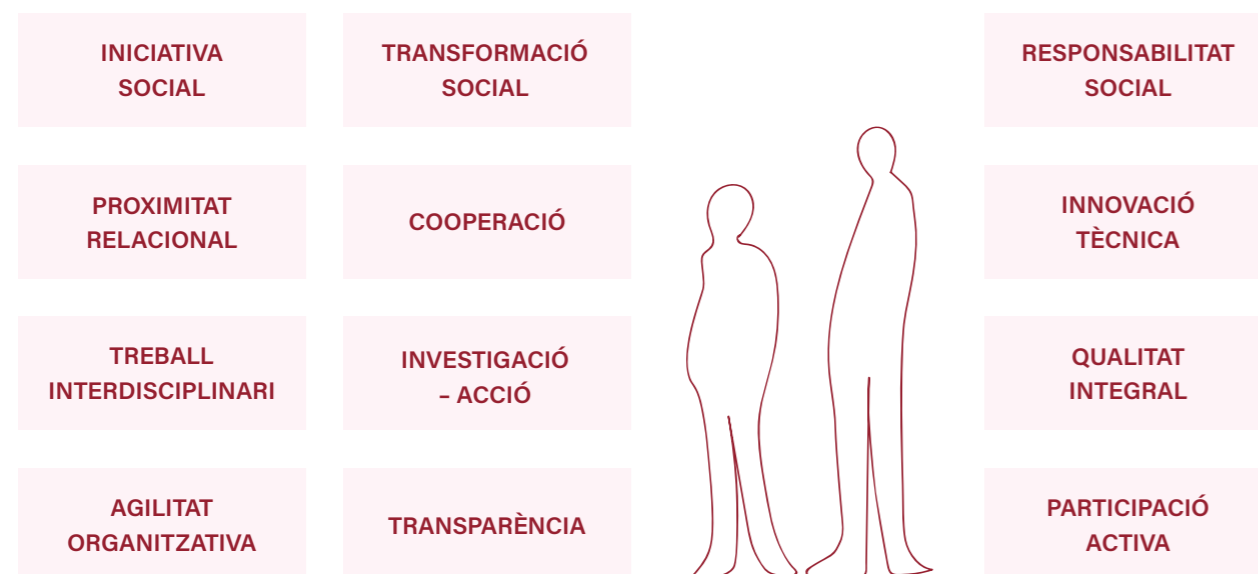 INICIATIVA
SOCIAL
TRANSFORMACIÓ
SOCIAL
RESPONSABILITAT
SOCIAL
PROXIMITAT
RELACIONAL
COOPERACIÓ
INNOVACIÓ
TÈCNICA
TREBALL
INTERDISCIPLINARI
INVESTIGACIÓ
– ACCIÓ
QUALITAT
INTEGRAL
AGILITAT
ORGANITZATIVA
TRANSPARÈNCIA
PARTICIPACIÓ
ACTIVA